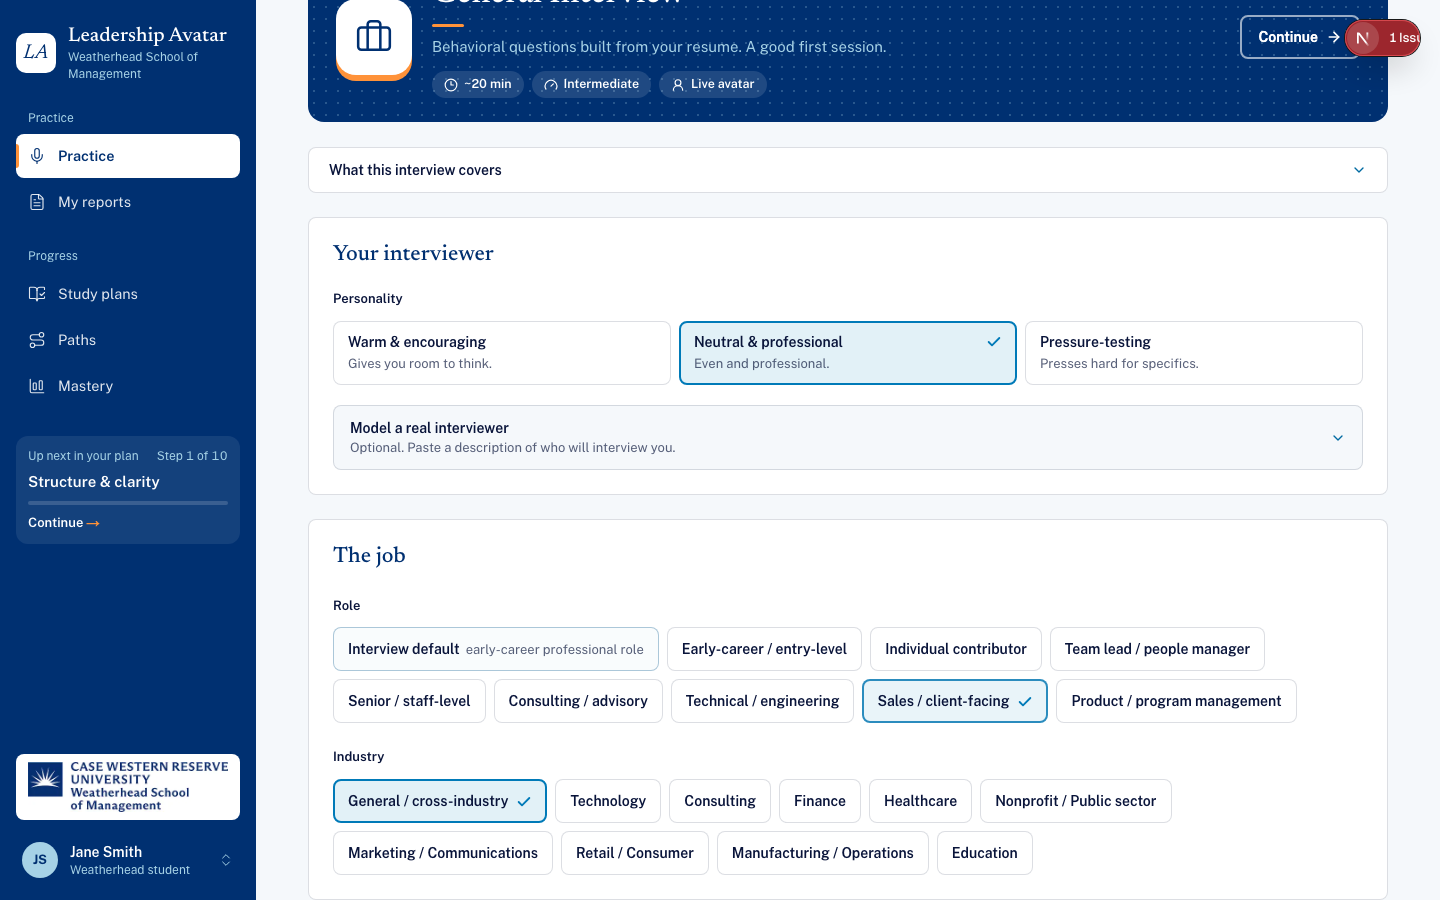 LA
Leadership Avatar
Weatherhead School of
Management
Practice
Practice
My reports
Progress
Study plans
Paths
Mastery
Up next in your plan
Step 1 of 10
Structure & clarity
Continue →
CASE WESTERN RESERVE
UNIVERSITY
Weatherhead School
of Management
JS
Jane Smith
Weatherhead student
General Interview
Behavioral questions built from your resume. A good first session.
~20 min
Intermediate
Live avatar
Continue →
N
1 Issu
What this interview covers
Your interviewer
Personality
Warm & encouraging
Gives you room to think.
Neutral & professional
Even and professional.
Pressure-testing
Presses hard for specifics.
Model a real interviewer
Optional. Paste a description of who will interview you.
The job
Role
Interview default early-career professional role
Early-career / entry-level
Individual contributor
Team lead / people manager
Senior / staff-level
Consulting / advisory
Technical / engineering
Sales / client-facing
Product / program management
Industry
General / cross-industry
Technology
Consulting
Finance
Healthcare
Nonprofit / Public sector
Marketing / Communications
Retail / Consumer
Manufacturing / Operations
Education